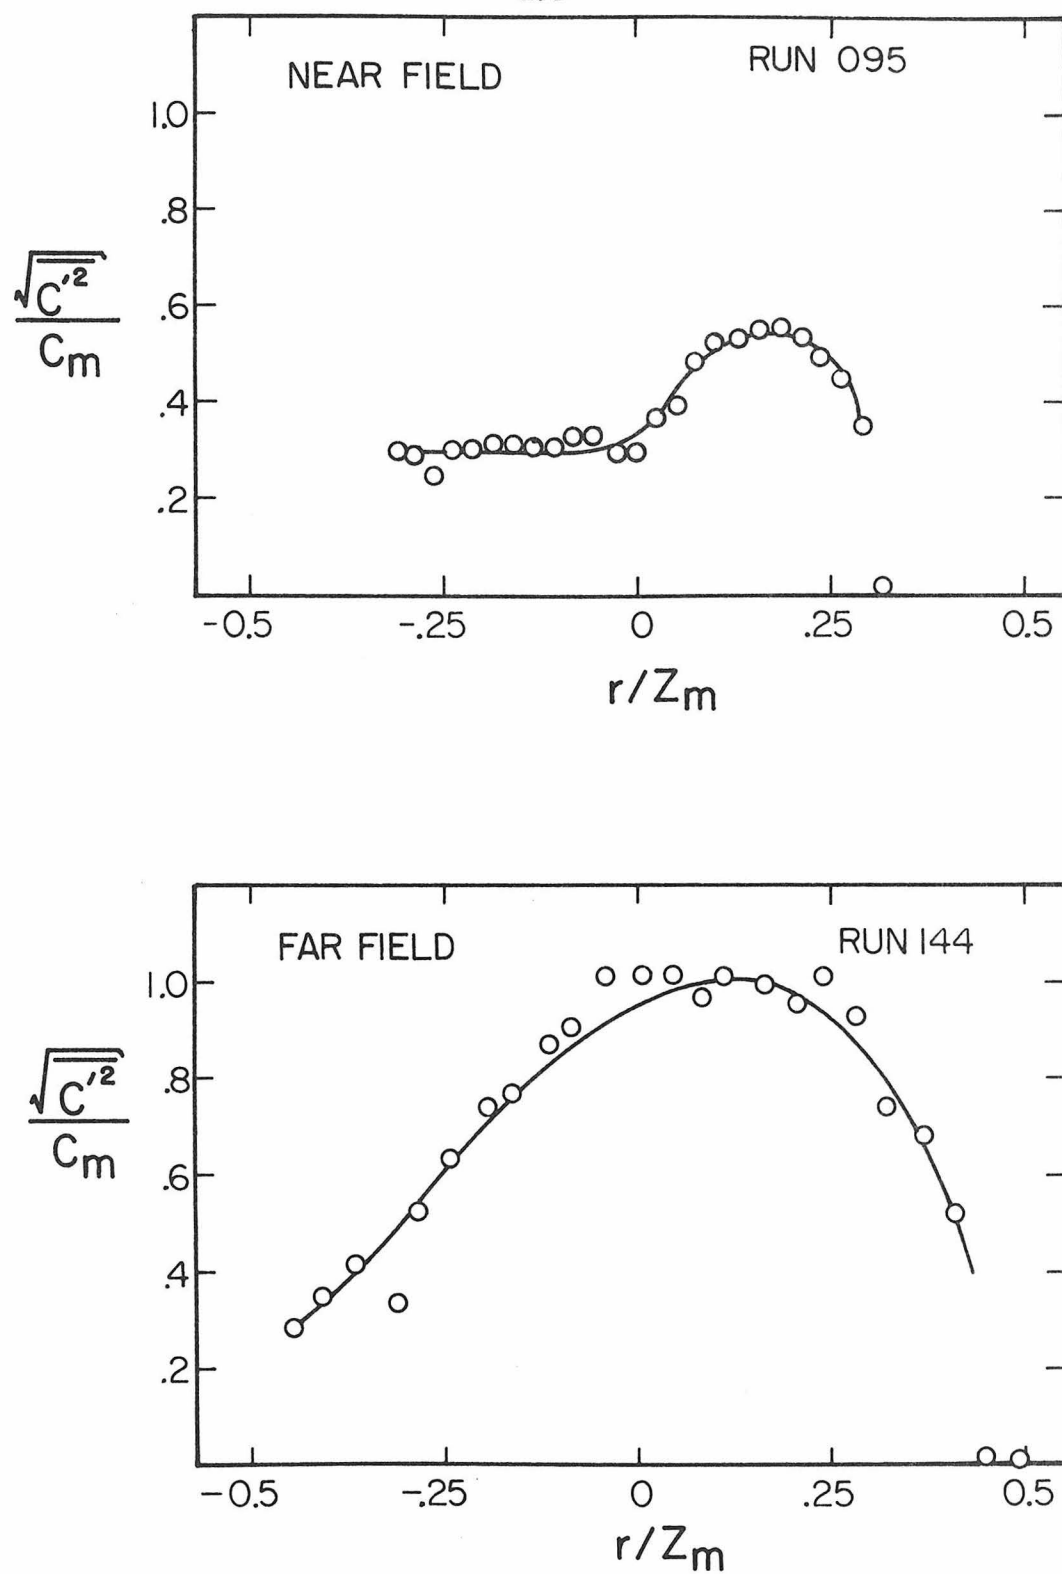 NEAR FIELD
RUN 095
1.0
.8
.6
.4
.2
√C'²
Cm
-0.5
-.25
0
.25
0.5
r/Zm
FAR FIELD
RUN 144
1.0
.8
.6
.4
.2
√C'²
Cm
-0.5
-.25
0
.25
0.5
r/Zm